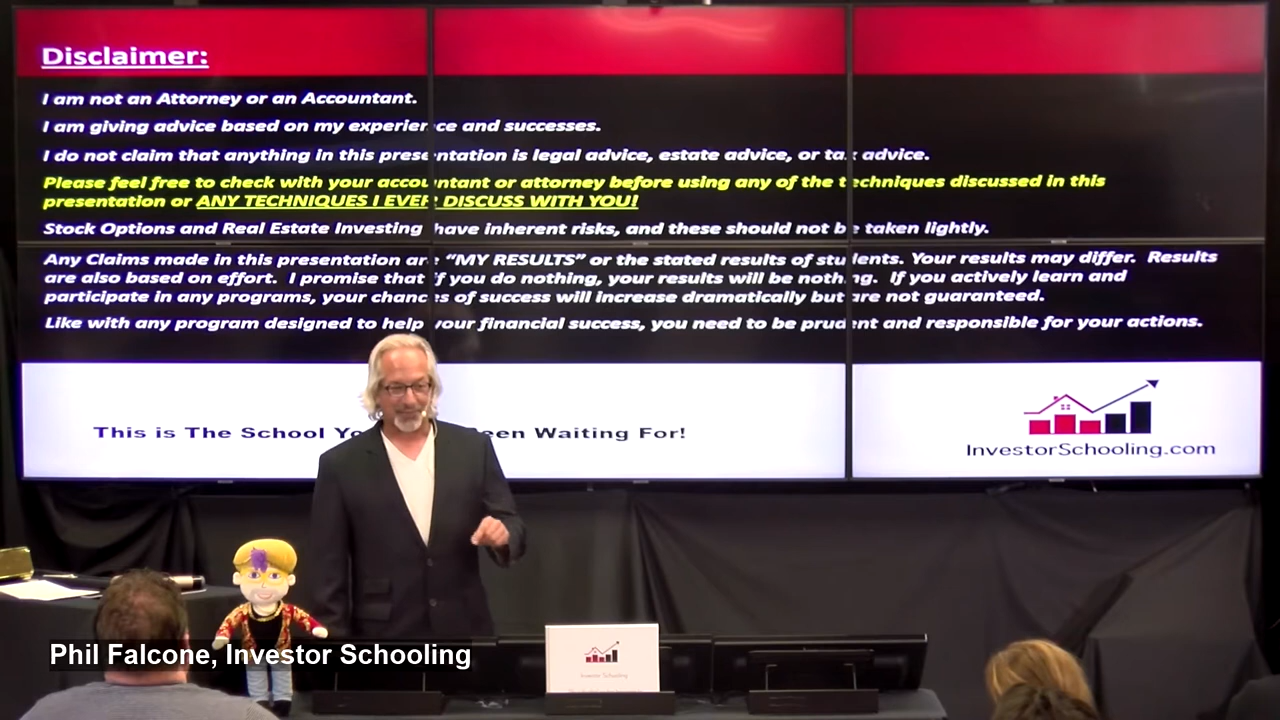 Disclaimer:
I am not an Attorney or an Accountant.
I am giving advice based on my experience and successes.
I do not claim that anything in this presentation is legal advice, estate advice, or tax advice.
Please feel free to check with your accountant or attorney before using any of the techniques discussed in this
presentation or ANY TECHNIQUES I EVER DISCUSS WITH YOU!
Stock Options and Real Estate Investing have inherent risks, and these should not be taken lightly.
Any Claims made in this presentation are “MY RESULTS” or the stated results of students. Your results may differ. Results
are also based on effort. I promise that if you do nothing, your results will be nothing. If you actively learn and
participate in any programs, your chances of success will increase dramatically but are not guaranteed.
Like with any program designed to help your financial success, you need to be prudent and responsible for your actions.
This is The School Waiting For!
InvestorSchooling.com
Investor Schooling
Phil Falcone, Investor Schooling